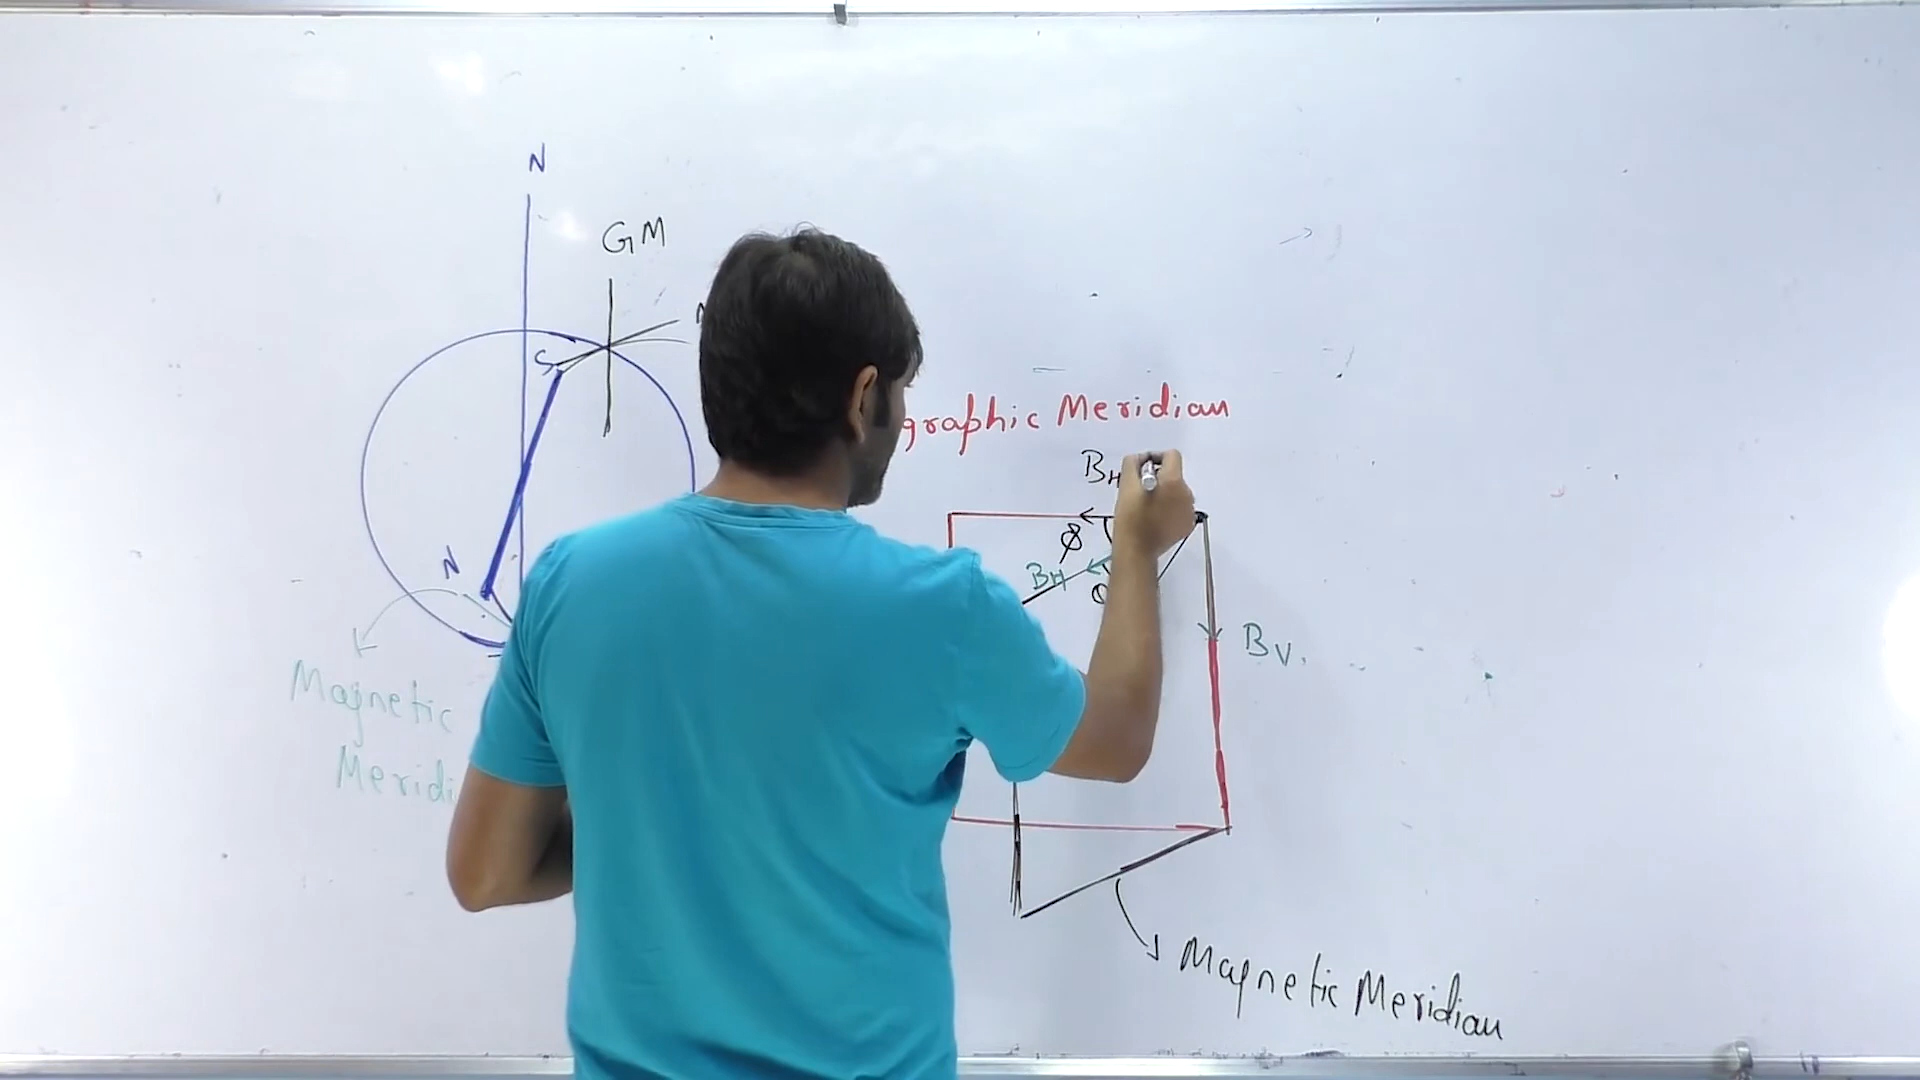 N
GM
S
graphic Meridian
BH
ϕ
N
BH
θ
BV.
Magnetic
Meridi
Magnetic Meridian